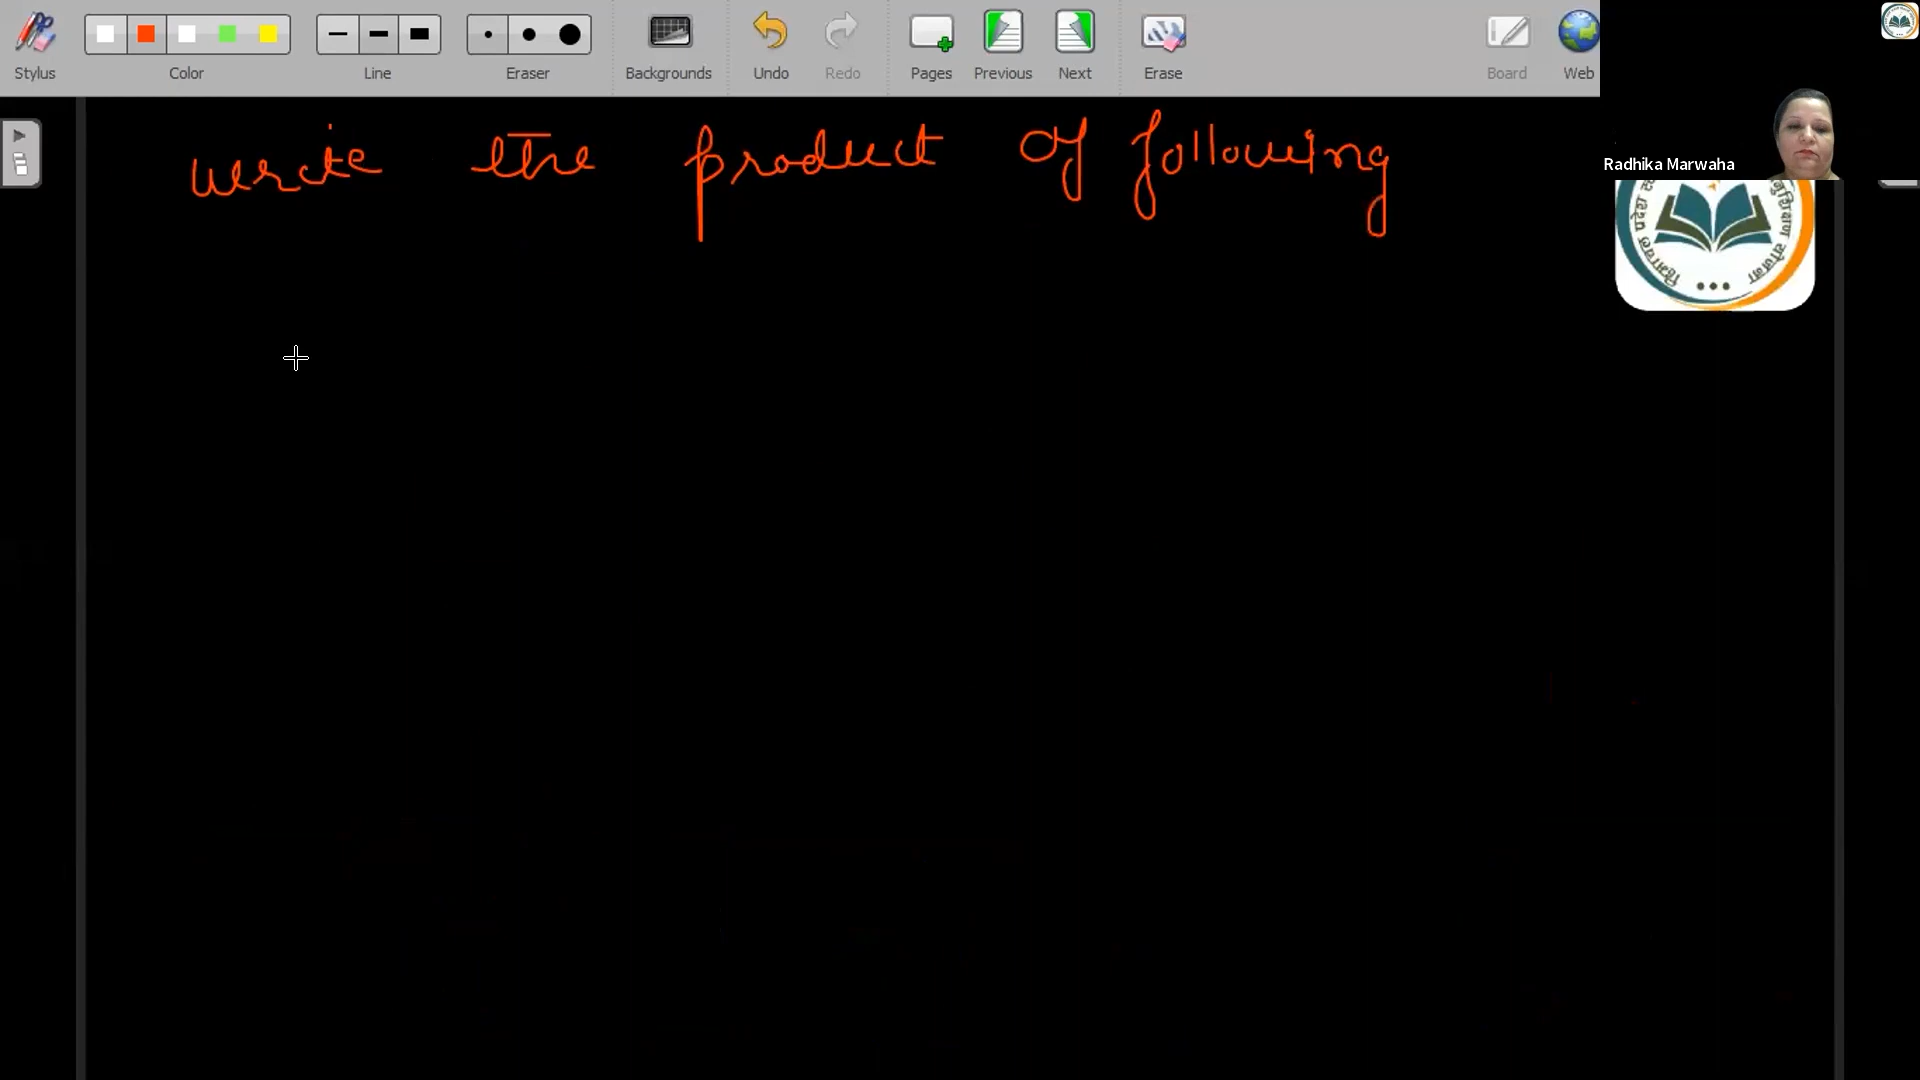 Stylus Color Line Eraser Backgrounds Undo Redo Pages Previous Next Erase Board Web
write the product of following
Radhika Marwaha